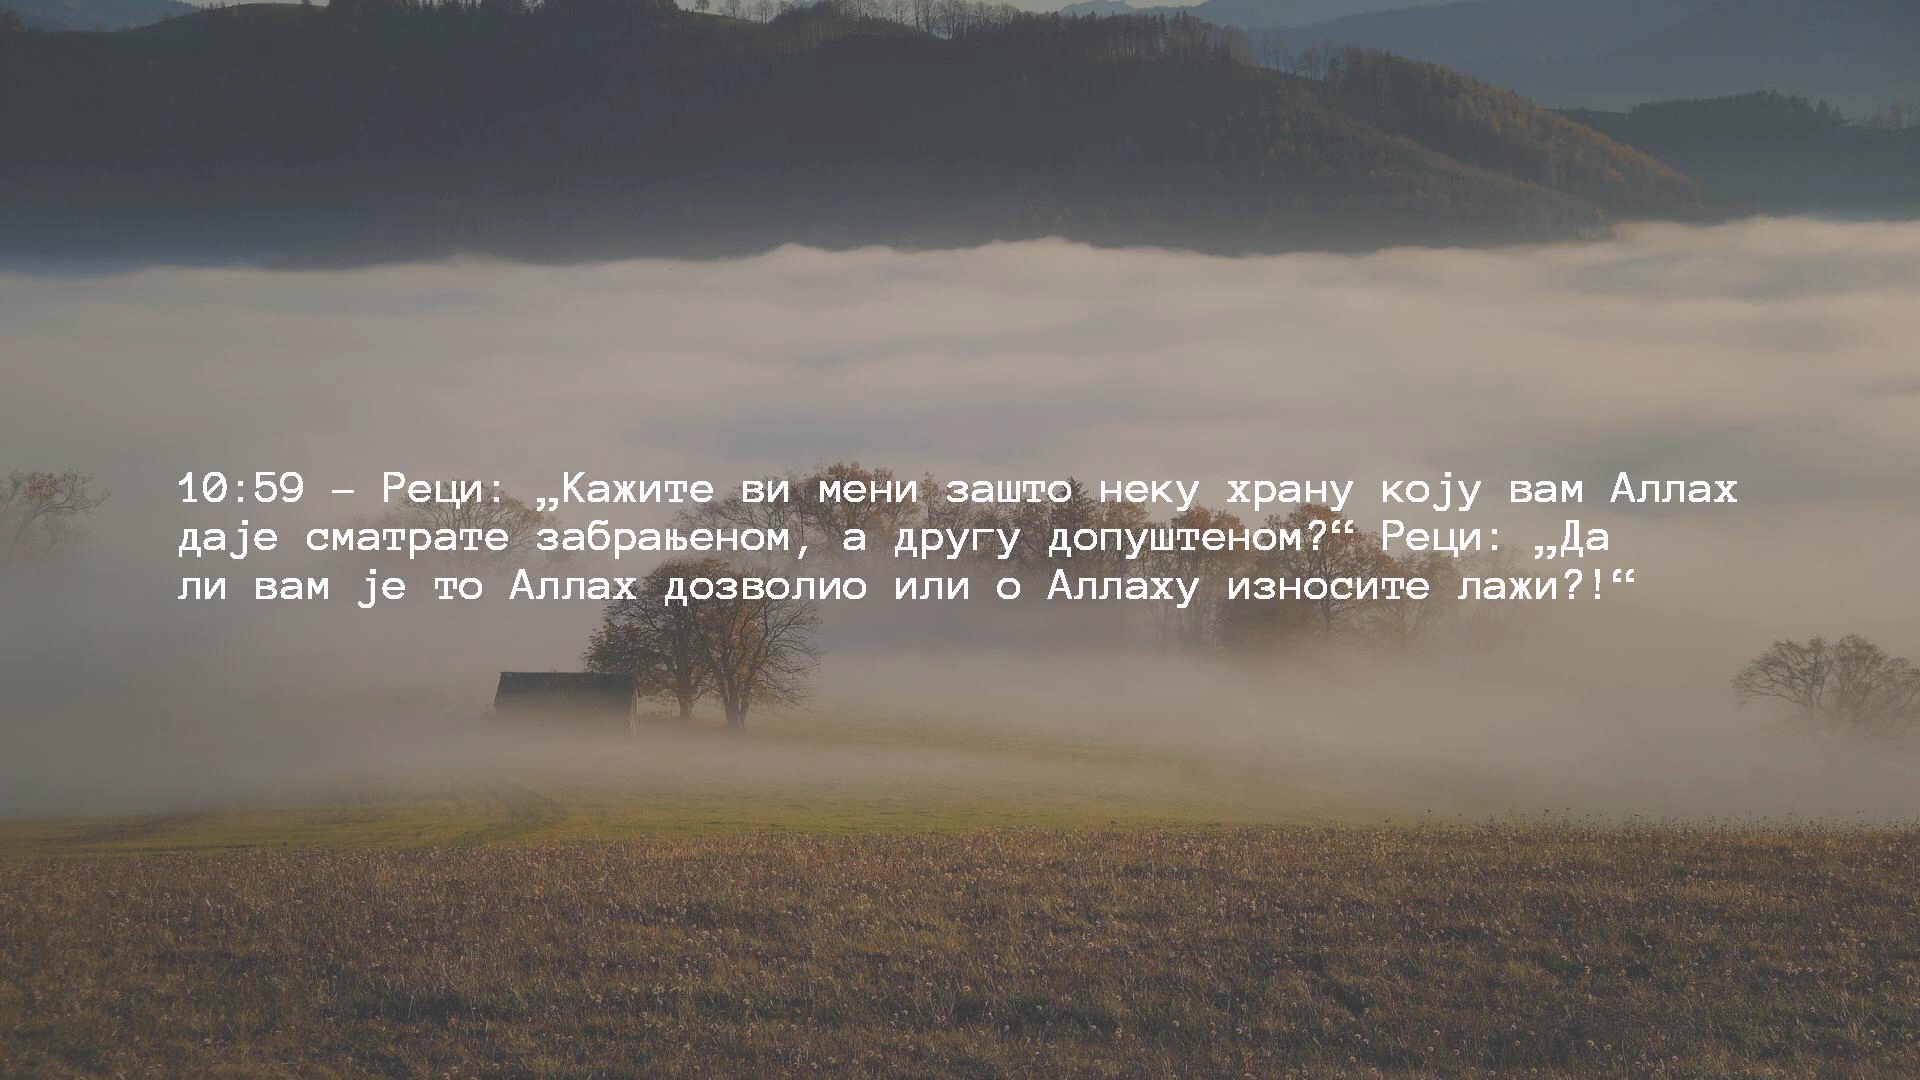 10:59 – Реци: „Кажите ви мени зашто неку храну коју вам Аллах
даје сматрате забрањеном, а другу допуштеном?“ Реци: „Да
ли вам је то Аллах дозволио или о Аллаху износите лажи?!“